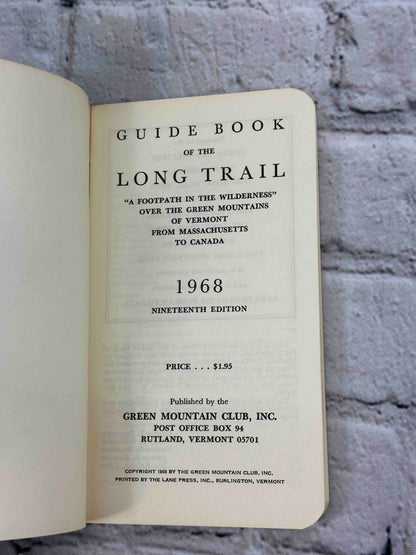 GUIDE BOOK
OF THE
LONG TRAIL
"A FOOTPATH IN THE WILDERNESS"
OVER THE GREEN MOUNTAINS
OF VERMONT
FROM MASSACHUSETTS
TO CANADA
1968
NINETEENTH EDITION
PRICE . . . $1.95
Published by the
GREEN MOUNTAIN CLUB, INC.
POST OFFICE BOX 94
RUTLAND, VERMONT 05701
COPYRIGHT 1968 BY THE GREEN MOUNTAIN CLUB, INC.
PRINTED BY THE LANE PRESS, INC., BURLINGTON, VERMONT